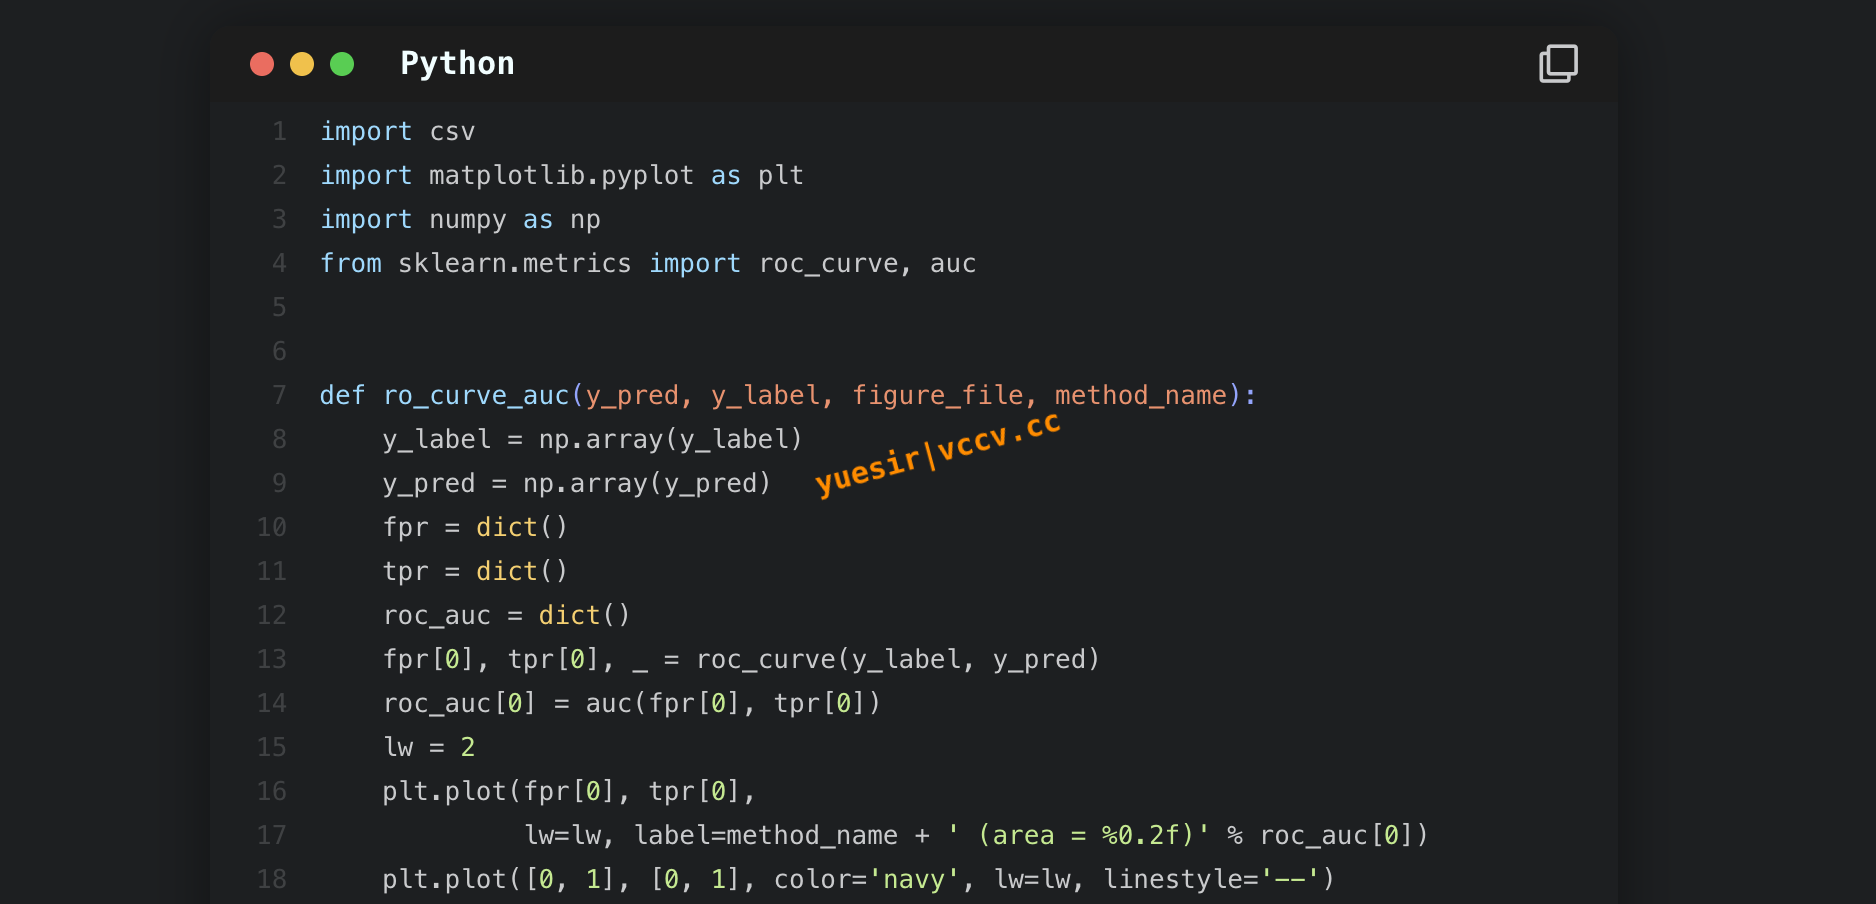 Python
1 import csv
2 import matplotlib.pyplot as plt
3 import numpy as np
4 from sklearn.metrics import roc_curve, auc
5
6
7 def ro_curve_auc(y_pred, y_label, figure_file, method_name):
8     y_label = np.array(y_label)
yuesir|vccv.cc
9     y_pred = np.array(y_pred)
10     fpr = dict()
11     tpr = dict()
12     roc_auc = dict()
13     fpr[0], tpr[0], _ = roc_curve(y_label, y_pred)
14     roc_auc[0] = auc(fpr[0], tpr[0])
15     lw = 2
16     plt.plot(fpr[0], tpr[0],
17              lw=lw, label=method_name + ' (area = %0.2f)' % roc_auc[0])
18     plt.plot([0, 1], [0, 1], color='navy', lw=lw, linestyle='--')